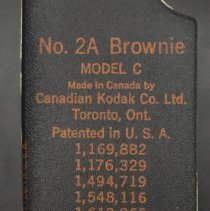 No. 2A Brownie
MODEL C
Made in Canada by
Canadian Kodak Co. Ltd.
Toronto, Ont.
Patented in U. S. A.
1,169,882
1,176,329
1,494,719
1,548,116